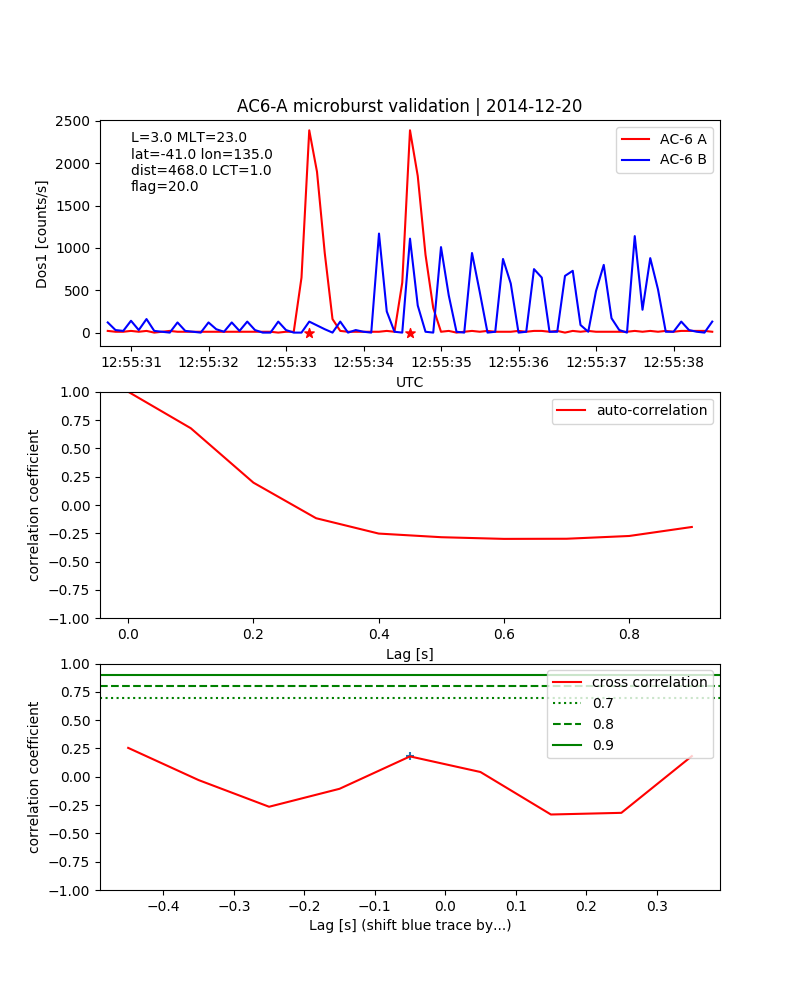 AC6-A microburst validation | 2014-12-20
2500
2000
1500
1000
500
0
Dos1 [counts/s]
L=3.0 MLT=23.0
lat=-41.0 lon=135.0
dist=468.0 LCT=1.0
flag=20.0
AC-6 A
AC-6 B
12:55:31 12:55:32 12:55:33 12:55:34 12:55:35 12:55:36 12:55:37 12:55:38
UTC
1.00
0.75
0.50
0.25
0.00
−0.25
−0.50
−0.75
−1.00
correlation coefficient
auto-correlation
0.0 0.2 0.4 0.6 0.8
Lag [s]
1.00
0.75
0.50
0.25
0.00
−0.25
−0.50
−0.75
−1.00
correlation coefficient
cross correlation
0.7
0.8
0.9
−0.4 −0.3 −0.2 −0.1 0.0 0.1 0.2 0.3
Lag [s] (shift blue trace by...)